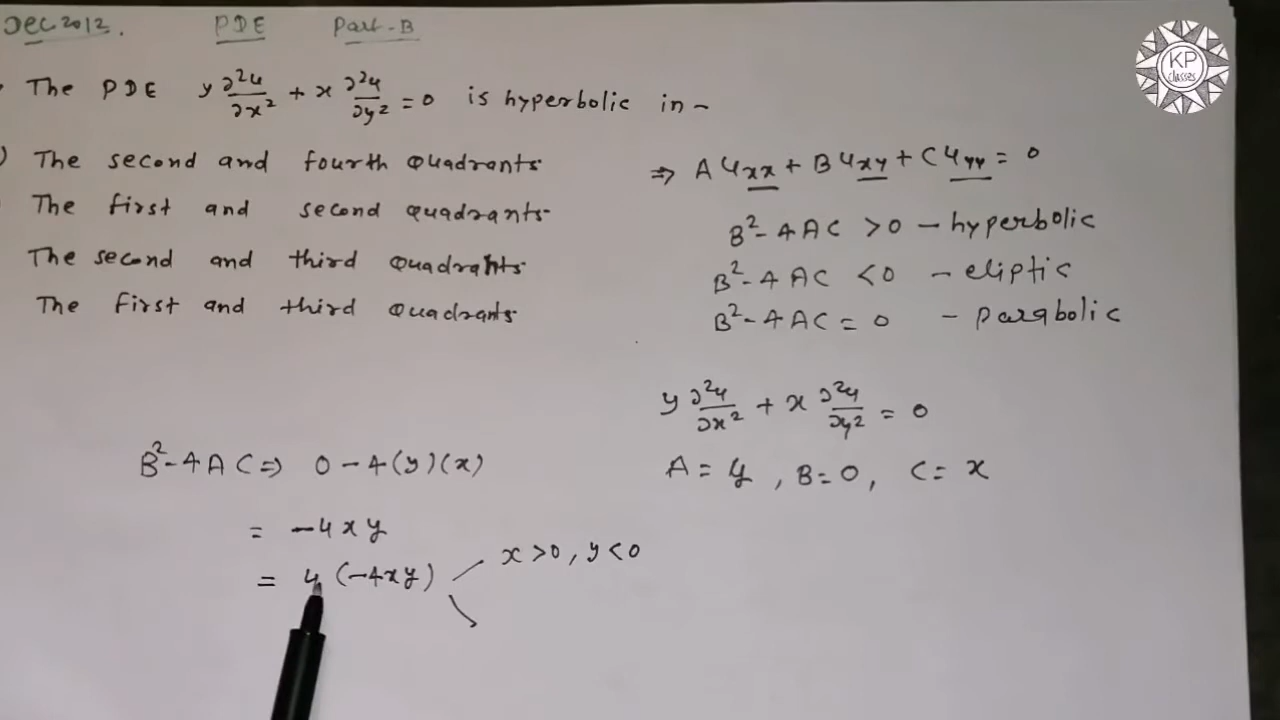 Dec 2012. PDE Part-B
The PDE y ∂²u/∂x² + x ∂²u/∂y² = 0 is hyperbolic in -
) The second and fourth Quadrants.
The first and second quadrants.
The second and third Quadrants.
The First and third Quadrants.
⇒ A uxx + B uxy + C uyy = 0
B² - 4AC > 0 - hyperbolic
B² - 4AC < 0 - eliptic
B² - 4AC = 0 - parabolic
y ∂²u/∂x² + x ∂²u/∂y² = 0
A = y, B = 0, C = x
B² - 4AC ⇒ 0 - 4(y)(x)
= -4xy
= 4(-4xy) x > 0, y < 0
KP
classes